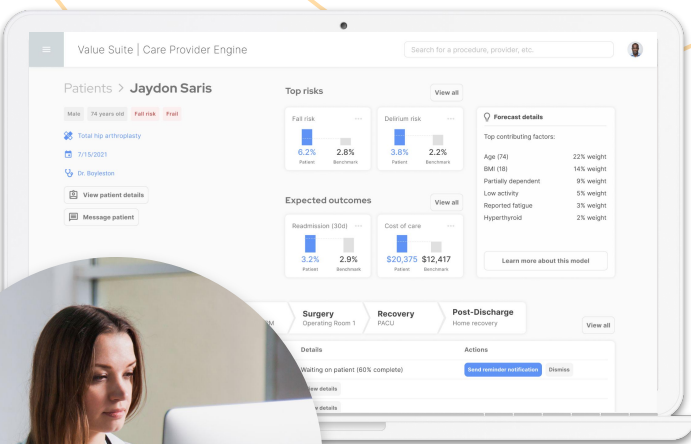 Value Suite | Care Provider Engine
Search for a procedure, provider, etc.
Patients > Jaydon Saris
Male 74 years old Fall risk Frail
Total hip arthroplasty
7/15/2021
Dr. Boyleston
View patient details
Message patient
Top risks
View all
Fall risk
6.2% 2.8%
Patient Benchmark
Delirium risk
3.8% 2.2%
Patient Benchmark
Expected outcomes
View all
Readmission (30d)
3.2% 2.9%
Patient Benchmark
Cost of care
$20,375 $12,417
Patient Benchmark
Forecast details
Top contributing factors:
Age (74) 22% weight
BMI (18) 14% weight
Partially dependent 9% weight
Low activity 5% weight
Reported fatigue 3% weight
Hyperthyroid 2% weight
Learn more about this model
Surgery
Operating Room 1
Recovery
PACU
Post-Discharge
Home recovery
View all
Details Actions
Waiting on patient (60% complete) Send reminder notification Dismiss
details
details